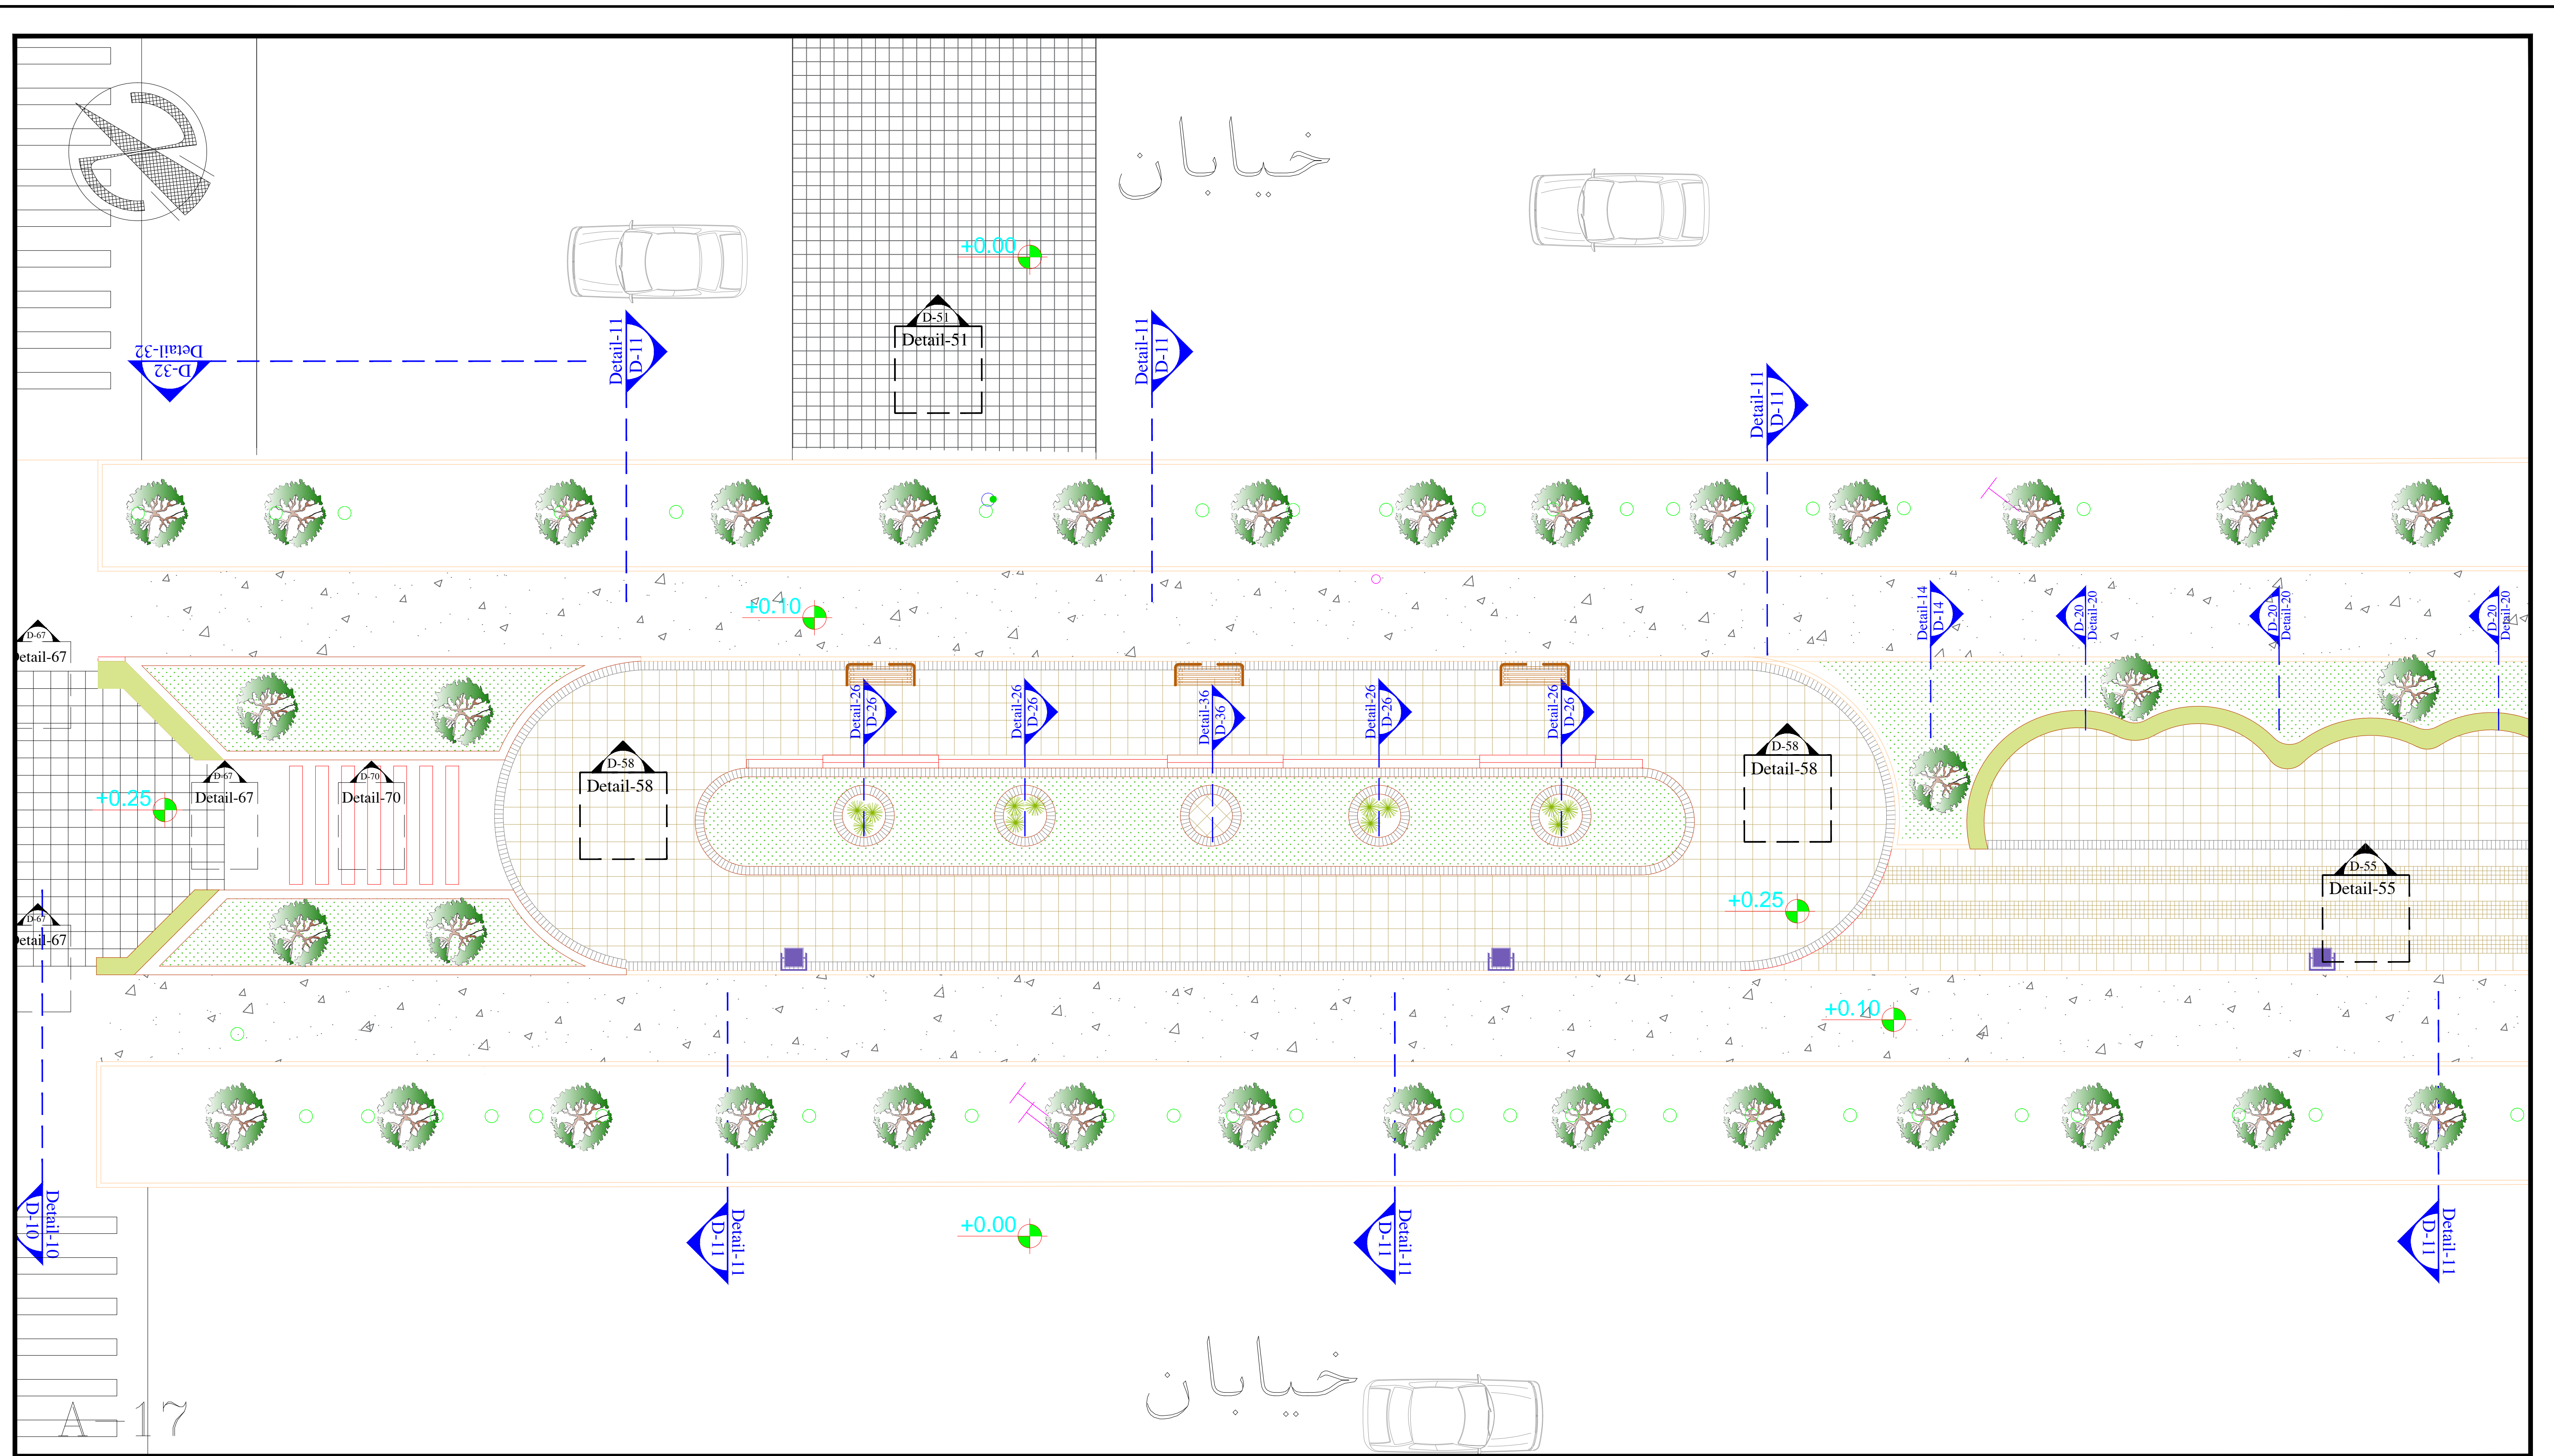 خیابان
+0.00
D-51
Detail-51
Detail-32
D-32
Detail-11
D-11
Detail-11
D-11
Detail-11
D-11
+0.10
Detail-14
D-14
D-20
Detail-20
D-20
Detail-20
D-20
Detail-20
D-67
Detail-67
Detail-26
D-26
Detail-26
D-26
Detail-36
D-36
Detail-26
D-26
Detail-26
D-26
D-58
Detail-58
D-58
Detail-58
D-67
Detail-67
D-70
Detail-70
+0.25
D-55
Detail-55
+0.25
D-67
Detail-67
+0.10
Detail-10
D-10
+0.00
Detail-11
D-11
Detail-11
D-11
Detail-11
D-11
خیابان
A-17